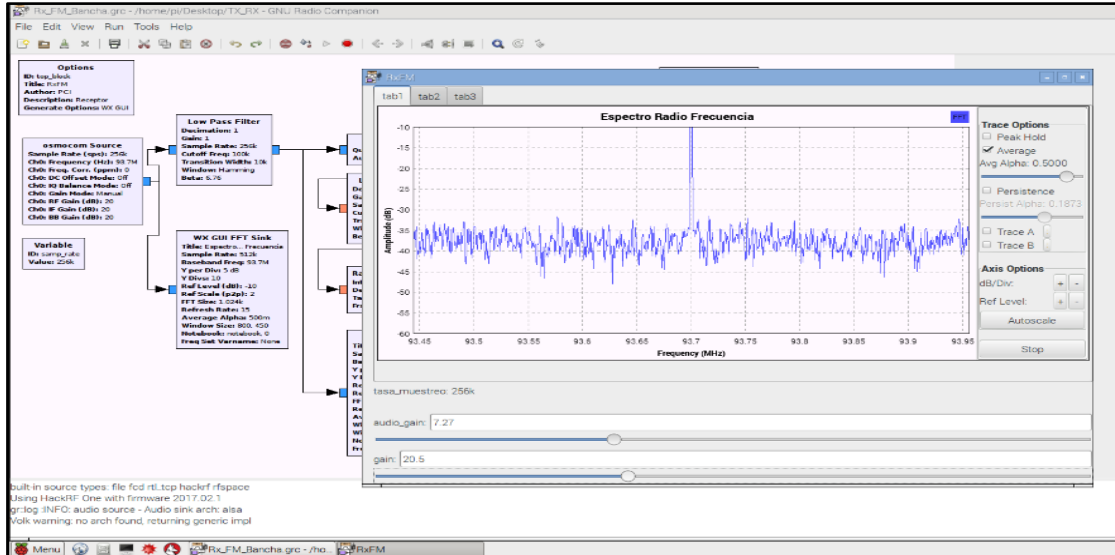 Rx_FM_Bancha.grc - /home/pi/Desktop/TX_RX - GNU Radio Companion
File Edit View Run Tools Help
Options
ID: top_block
Title: RxFM
Author: PCI
Description: Receptor
Generate Options: WX GUI
osmocom Source
Sample Rate (sps): 256k
Ch0: Frequency (Hz): 93.7M
Ch0: Freq. Corr. (ppm): 0
Ch0: DC Offset Mode: Off
Ch0: IQ Balance Mode: Off
Ch0: Gain Mode: Manual
Ch0: RF Gain (dB): 20
Ch0: IF Gain (dB): 20
Ch0: BB Gain (dB): 20
Variable
ID: samp_rate
Value: 256k
Low Pass Filter
Decimation: 1
Gain: 1
Sample Rate: 256k
Cutoff Freq: 100k
Transition Width: 10k
Window: Hamming
Beta: 6.76
WX GUI FFT Sink
Title: Espectro... Frecuencia
Sample Rate: 512k
Baseband Freq: 93.7M
Y per Div: 5 dB
Y Divs: 10
Ref Level (dB): -10
Ref Scale (p2p): 2
FFT Size: 1.024k
Refresh Rate: 15
Average Alpha: 500m
Window Size: 800, 450
Notebook: notebook, 0
Freq Set Varname: None
RxFM
tab1 tab2 tab3
Espectro Radio Frecuencia
FFT
Amplitude (dB)
-10
-15
-20
-25
-30
-35
-40
-45
-50
-55
-60
93.45 93.5 93.55 93.6 93.65 93.7 93.75 93.8 93.85 93.9 93.95
Frequency (MHz)
Trace Options
Peak Hold
Average
Avg Alpha: 0.5000
Persistence
Persist Alpha: 0.1873
Trace A
Trace B
Axis Options
dB/Div: + -
Ref Level: + -
Autoscale
Stop
tasa_muestreo: 256k
audio_gain: 7.27
gain: 20.5
built-in source types: file fcd rtl_tcp hackrf rfspace
Using HackRF One with firmware 2017.02.1
gr::log :INFO: audio source - Audio sink arch: alsa
Volk warning: no arch found, returning generic impl
Menu Rx_FM_Bancha.grc - /ho... RxFM